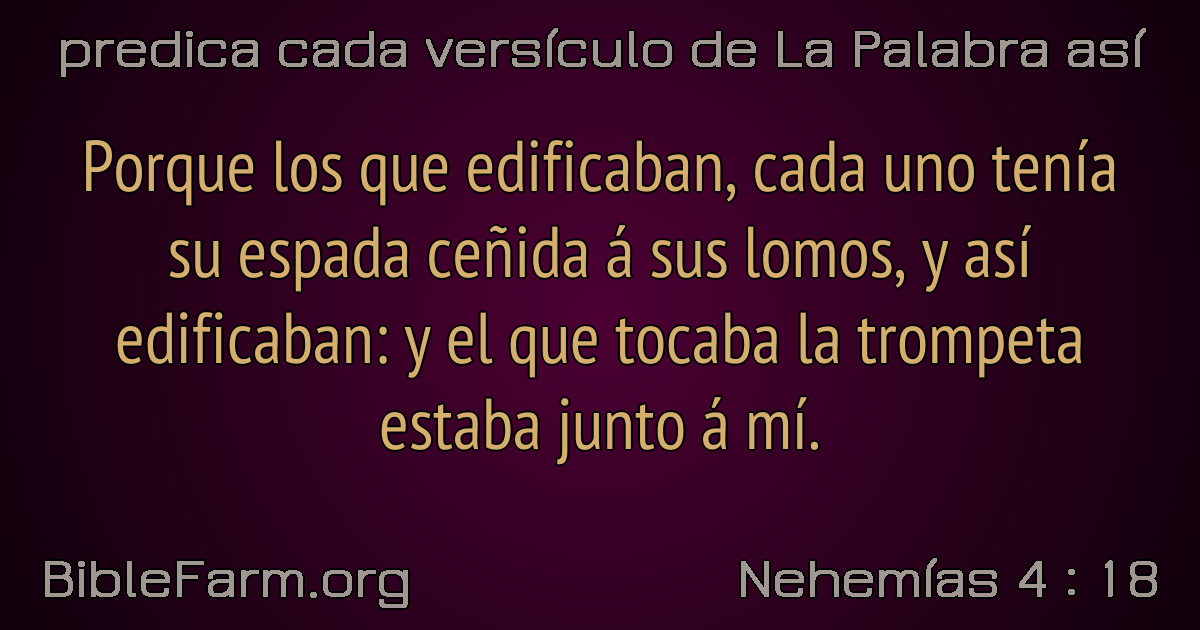 predica cada versículo de La Palabra así
Porque los que edificaban, cada uno tenía
su espada ceñida á sus lomos, y así
edificaban: y el que tocaba la trompeta
estaba junto á mí.
BibleFarm.org
Nehemías 4 : 18